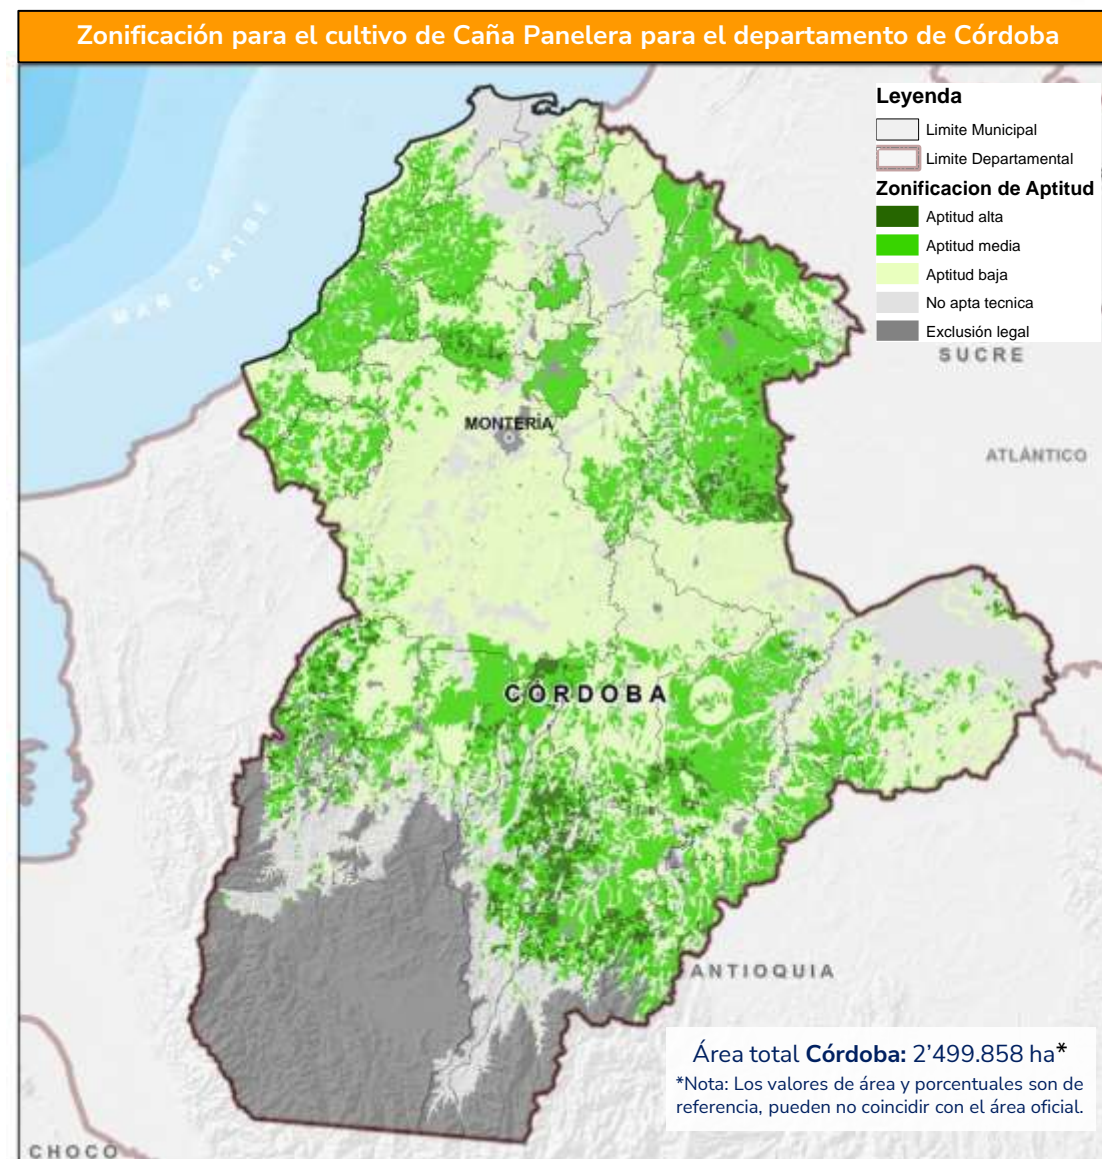 Zonificación para el cultivo de Caña Panelera para el departamento de Córdoba
Leyenda
Limite Municipal
Limite Departamental
Zonificacion de Aptitud
Aptitud alta
Aptitud media
Aptitud baja
No apta tecnica
Exclusión legal
MAR CARIBE
SUCRE
MONTERÍA
ATLÁNTICO
CÓRDOBA
ANTIOQUIA
Área total Córdoba: 2’499.858 ha*
*Nota: Los valores de área y porcentuales son de
referencia, pueden no coincidir con el área oficial.
CHOCO